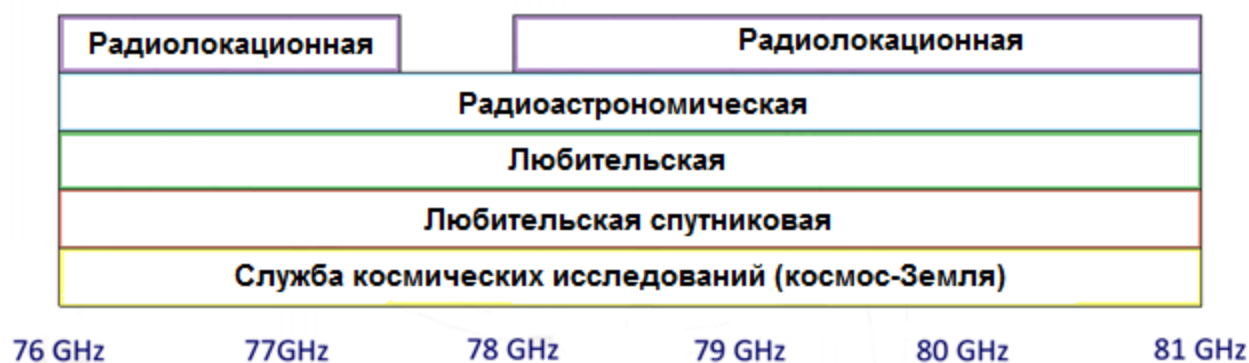 Радиолокационная
Радиолокационная
Радиоастрономическая
Любительская
Любительская спутниковая
Служба космических исследований (космос-Земля)
76 GHz 77GHz 78 GHz 79 GHz 80 GHz 81 GHz